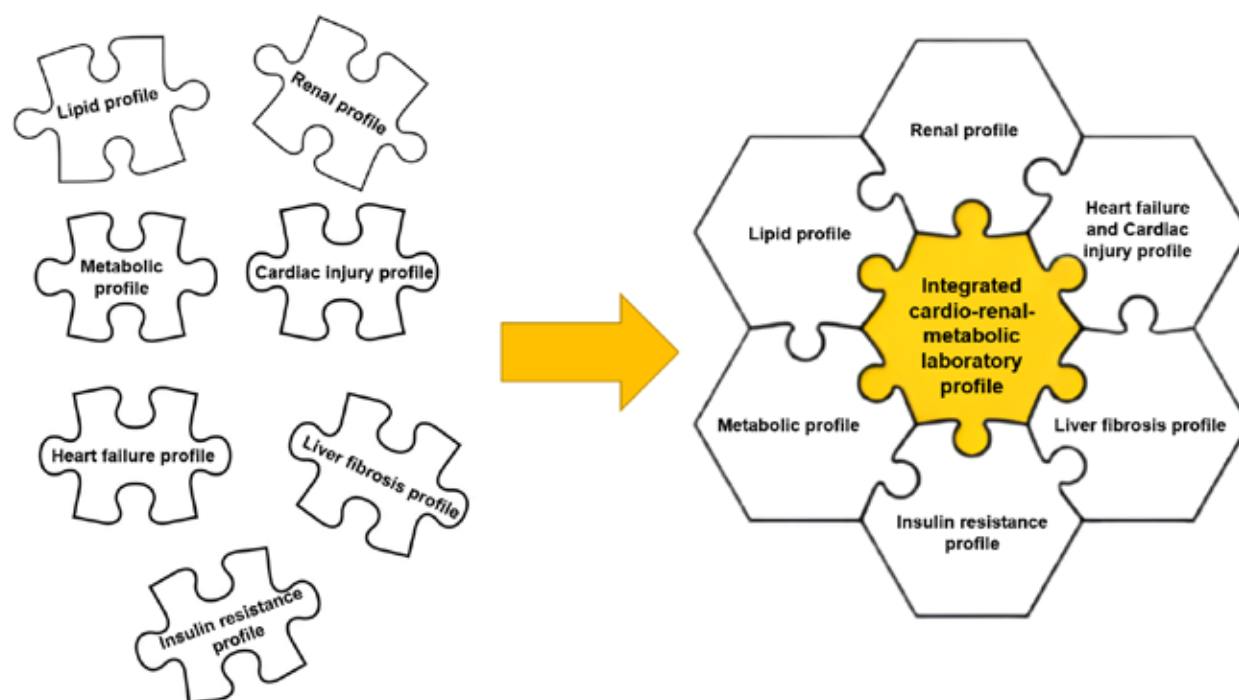 Lipid profile
Renal profile
Metabolic
profile
Cardiac injury profile
Heart failure profile
Liver fibrosis profile
Insulin resistance
profile
Renal profile
Lipid profile
Heart failure
and Cardiac
injury profile
Integrated
cardio-renal-
metabolic
laboratory
profile
Metabolic profile
Liver fibrosis profile
Insulin resistance
profile